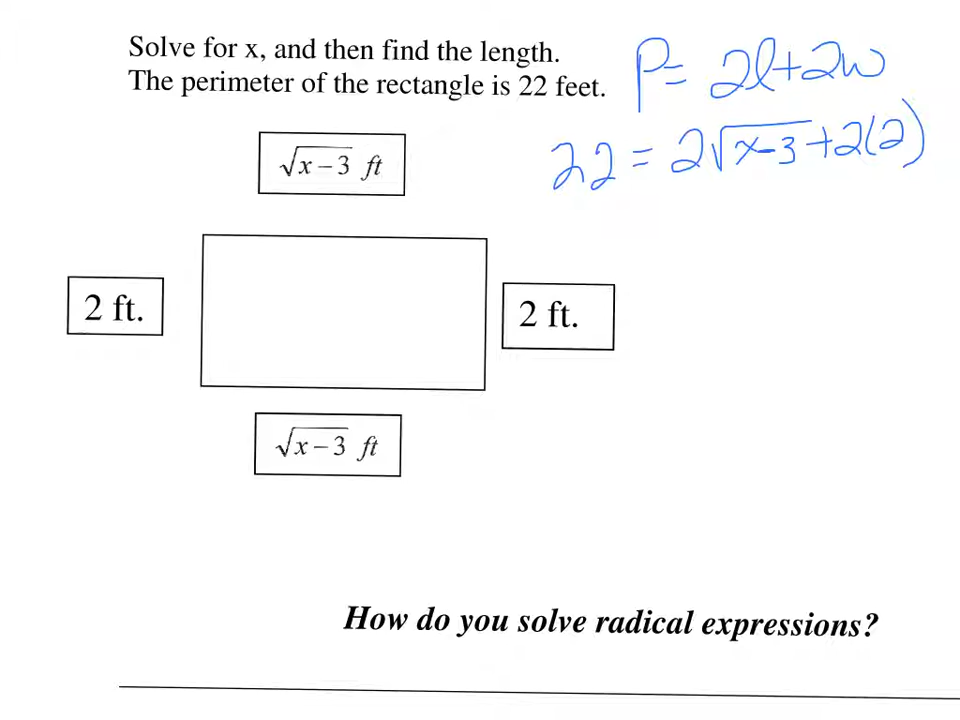 Solve for x, and then find the length.
The perimeter of the rectangle is 22 feet.
P = 2l + 2w
22 = 2√x-3 + 2(2)
√x – 3 ft
2 ft.
2 ft.
√x – 3 ft
How do you solve radical expressions?